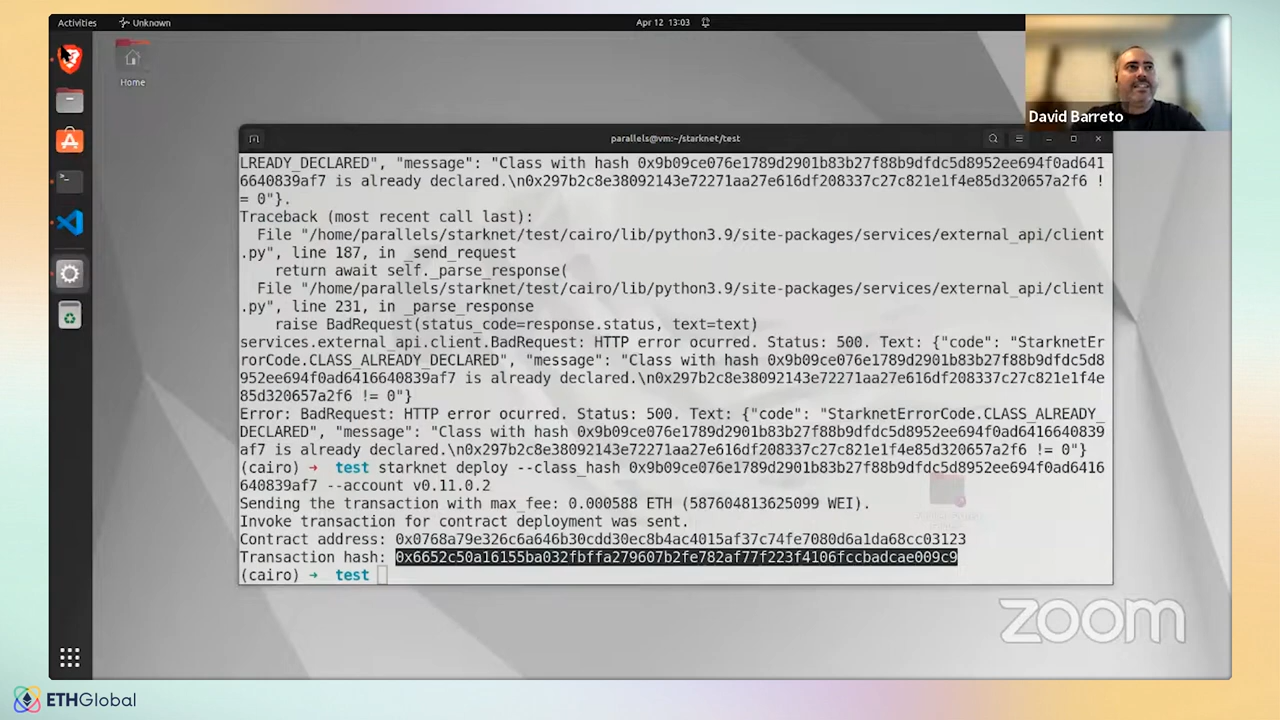 Activities
Unknown
Apr 12 13:03
Home
David Barreto
parallels@vm:~/starknet/test
LREADY_DECLARED", "message": "Class with hash 0x9b09ce076e1789d2901b83b27f88b9dfdc5d8952ee694f0ad641
6640839af7 is already declared.\n0x297b2c8e38092143e72271aa27e616df208337c27c821e1f4e85d320657a2f6 !
= 0"}.
Traceback (most recent call last):
  File "/home/parallels/starknet/test/cairo/lib/python3.9/site-packages/services/external_api/client
.py", line 187, in _send_request
    return await self._parse_response(
  File "/home/parallels/starknet/test/cairo/lib/python3.9/site-packages/services/external_api/client
.py", line 231, in _parse_response
    raise BadRequest(status_code=response.status, text=text)
services.external_api.client.BadRequest: HTTP error ocurred. Status: 500. Text: {"code": "StarknetEr
rorCode.CLASS_ALREADY_DECLARED", "message": "Class with hash 0x9b09ce076e1789d2901b83b27f88b9dfdc5d8
952ee694f0ad6416640839af7 is already declared.\n0x297b2c8e38092143e72271aa27e616df208337c27c821e1f4e
85d320657a2f6 != 0"}
Error: BadRequest: HTTP error ocurred. Status: 500. Text: {"code": "StarknetErrorCode.CLASS_ALREADY_
DECLARED", "message": "Class with hash 0x9b09ce076e1789d2901b83b27f88b9dfdc5d8952ee694f0ad6416640839
af7 is already declared.\n0x297b2c8e38092143e72271aa27e616df208337c27c821e1f4e85d320657a2f6 != 0"}
(cairo) → test starknet deploy --class_hash 0x9b09ce076e1789d2901b83b27f88b9dfdc5d8952ee694f0ad6416
640839af7 --account v0.11.0.2
Sending the transaction with max_fee: 0.000588 ETH (587604813625099 WEI).
Invoke transaction for contract deployment was sent.
Contract address: 0x0768a79e326c6a646b30cdd30ec8b4ac4015af37c74fe7080d6a1da68cc03123
Transaction hash: 0x6652c50a16155ba032fbffa279607b2fe782af77f223f4106fccbadcae009c9
(cairo) → test
zoom
ETHGlobal